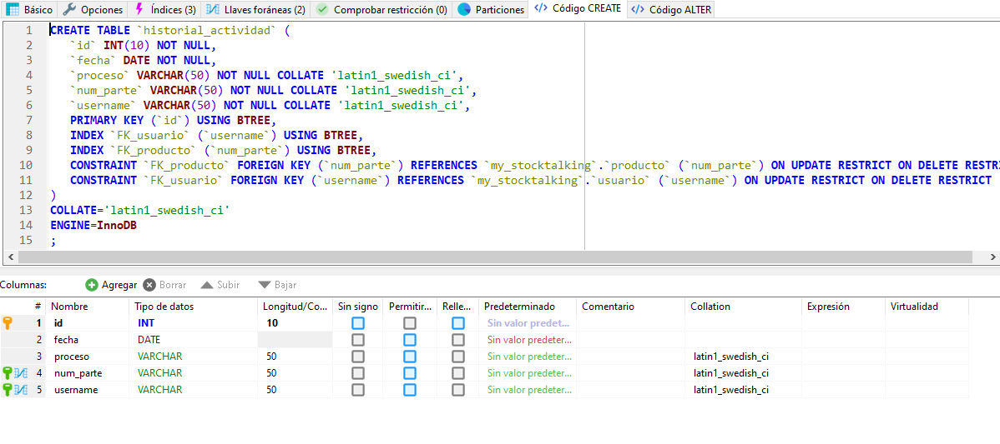 Básico Opciones Índices (3) Llaves foráneas (2) Comprobar restricción (0) Particiones Código CREATE Código ALTER
1 CREATE TABLE `historial_actividad` (
2 `id` INT(10) NOT NULL,
3 `fecha` DATE NOT NULL,
4 `proceso` VARCHAR(50) NOT NULL COLLATE 'latin1_swedish_ci',
5 `num_parte` VARCHAR(50) NOT NULL COLLATE 'latin1_swedish_ci',
6 `username` VARCHAR(50) NOT NULL COLLATE 'latin1_swedish_ci',
7 PRIMARY KEY (`id`) USING BTREE,
8 INDEX `FK_usuario` (`username`) USING BTREE,
9 INDEX `FK_producto` (`num_parte`) USING BTREE,
10 CONSTRAINT `FK_producto` FOREIGN KEY (`num_parte`) REFERENCES `my_stocktalking`.`producto` (`num_parte`) ON UPDATE RESTRICT ON DELETE RESTRI
11 CONSTRAINT `FK_usuario` FOREIGN KEY (`username`) REFERENCES `my_stocktalking`.`usuario` (`username`) ON UPDATE RESTRICT ON DELETE RESTRICT
12 )
13 COLLATE='latin1_swedish_ci'
14 ENGINE=InnoDB
15 ;
Columnas: Agregar Borrar Subir Bajar
# Nombre Tipo de datos Longitud/Co... Sin signo Permitir... Relle... Predeterminado Comentario Collation Expresión Virtualidad
1 id INT 10 Sin valor predet...
2 fecha DATE Sin valor predeter...
3 proceso VARCHAR 50 Sin valor predeter... latin1_swedish_ci
4 num_parte VARCHAR 50 Sin valor predeter... latin1_swedish_ci
5 username VARCHAR 50 Sin valor predeter... latin1_swedish_ci